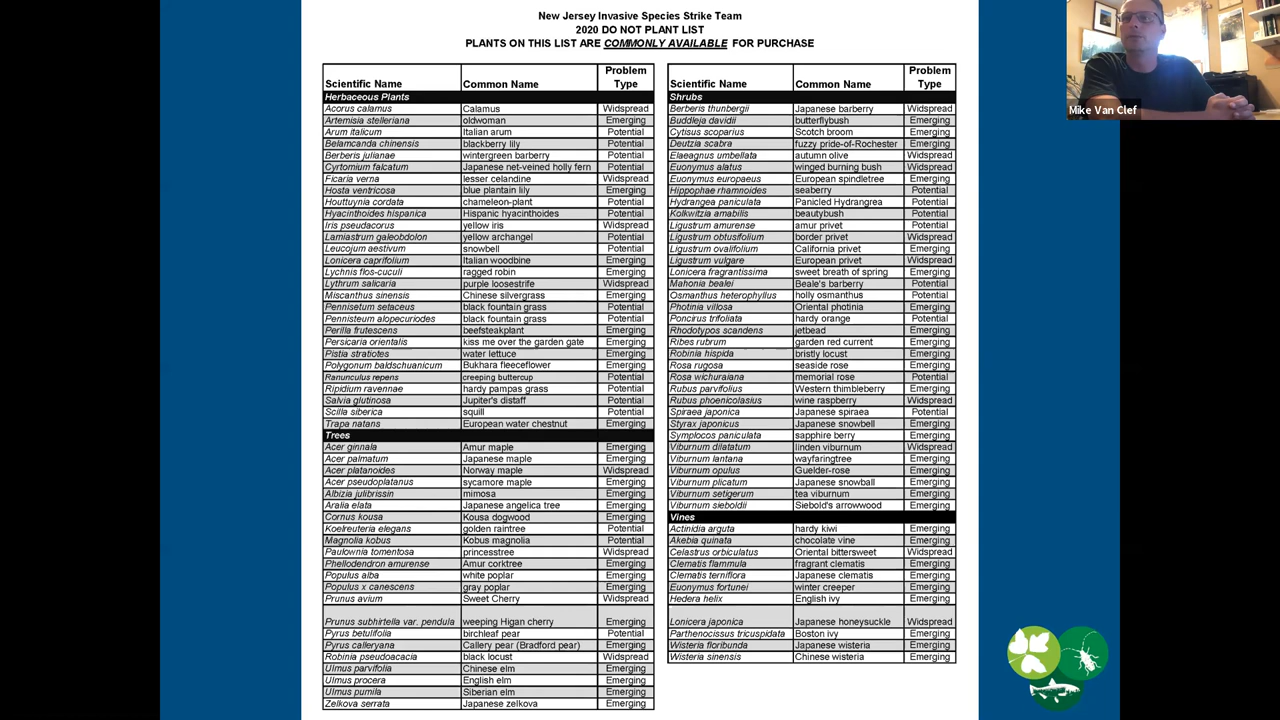 New Jersey Invasive Species Strike Team
2020 DO NOT PLANT LIST
PLANTS ON THIS LIST ARE COMMONLY AVAILABLE FOR PURCHASE
Scientific Name Common Name Problem Type
Herbaceous Plants
Acorus calamus Calamus Widspread
Artemisia stelleriana oldwoman Emerging
Arum italicum Italian arum Potential
Belamcanda chinensis blackberry lily Potential
Berberis julianae wintergreen barberry Potential
Cyrtomium falcatum Japanese net-veined holly fern Potential
Ficaria verna lesser celandine Widspread
Hosta ventricosa blue plantain lily Emerging
Houttuynia cordata chameleon-plant Potential
Hyacinthoides hispanica Hispanic hyacinthoides Potential
Iris pseudacorus yellow iris Widspread
Lamiastrum galeobdolon yellow archangel Potential
Leucojum aestivum snowbell Potential
Lonicera caprifolium Italian woodbine Emerging
Lychnis flos-cuculi ragged robin Emerging
Lythrum salicaria purple loosestrife Widspread
Miscanthus sinensis Chinese silvergrass Emerging
Pennisetum setaceus black fountain grass Potential
Pennisteum alopecuriodes black fountain grass Potential
Perilla frutescens beefsteakplant Emerging
Persicaria orientalis kiss me over the garden gate Emerging
Pistia stratiotes water lettuce Emerging
Polygonum baldschuanicum Bukhara fleeceflower Emerging
Ranunculus repens creeping buttercup Potential
Ripidium ravennae hardy pampas grass Potential
Salvia glutinosa Jupiter's distaff Potential
Scilla siberica squill Potential
Trapa natans European water chestnut Emerging
Trees
Acer ginnala Amur maple Emerging
Acer palmatum Japanese maple Emerging
Acer platanoides Norway maple Widspread
Acer pseudoplatanus sycamore maple Emerging
Albizia julibrissin mimosa Emerging
Aralia elata Japanese angelica tree Emerging
Cornus kousa Kousa dogwood Emerging
Koelreuteria elegans golden raintree Potential
Magnolia kobus Kobus magnolia Potential
Paulownia tomentosa princesstree Widspread
Phellodendron amurense Amur corktree Emerging
Populus alba white poplar Emerging
Populus x canescens gray poplar Emerging
Prunus avium Sweet Cherry Widspread
Prunus subhirtella var. pendula weeping Higan cherry Emerging
Pyrus betulifolia birchleaf pear Potential
Pyrus calleryana Callery pear (Bradford pear) Emerging
Robinia pseudoacacia black locust Widspread
Ulmus parvifolia Chinese elm Emerging
Ulmus procera English elm Emerging
Ulmus pumila Siberian elm Emerging
Zelkova serrata Japanese zelkova Emerging
Scientific Name Common Name Problem Type
Shrubs
Berberis thunbergii Japanese barberry Widspread
Buddleja davidii butterflybush Emerging
Cytisus scoparius Scotch broom Emerging
Deutzia scabra fuzzy pride-of-Rochester Emerging
Elaeagnus umbellata autumn olive Widspread
Euonymus alatus winged burning bush Widspread
Euonymus europaeus European spindletree Emerging
Hippophae rhamnoides seaberry Potential
Hydrangea paniculata Panicled Hydrangrea Potential
Kolkwitzia amabilis beautybush Potential
Ligustrum amurense amur privet Potential
Ligustrum obtusifolium border privet Widspread
Ligustrum ovalifolium California privet Emerging
Ligustrum vulgare European privet Widespread
Lonicera fragrantissima sweet breath of spring Emerging
Mahonia bealei Beale's barberry Potential
Osmanthus heterophyllus holly osmanthus Potential
Photinia villosa Oriental photinia Emerging
Poncirus trifoliata hardy orange Potential
Rhodotypos scandens jetbead Emerging
Ribes rubrum garden red current Emerging
Robinia hispida bristly locust Emerging
Rosa rugosa seaside rose Emerging
Rosa wichuraiana memorial rose Potential
Rubus parvifolius Western thimbleberry Emerging
Rubus phoenicolasius wine raspberry Widspread
Spiraea japonica Japanese spiraea Potential
Styrax japonicus Japanese snowbell Emerging
Symplocos paniculata sapphire berry Emerging
Viburnum dilatatum linden viburnum Widspread
Viburnum lantana wayfaringtree Emerging
Viburnum opulus Guelder-rose Emerging
Viburnum plicatum Japanese snowball Emerging
Viburnum setigerum tea viburnum Emerging
Viburnum sieboldii Siebold's arrowwood Emerging
Vines
Actinidia arguta hardy kiwi Emerging
Akebia quinata chocolate vine Emerging
Celastrus orbiculatus Oriental bittersweet Widspread
Clematis flammula fragrant clematis Emerging
Clematis terniflora Japanese clematis Emerging
Euonymus fortunei winter creeper Emerging
Hedera helix English ivy Emerging
Lonicera japonica Japanese honeysuckle Widspread
Parthenocissus tricuspidata Boston ivy Emerging
Wisteria floribunda Japanese wisteria Emerging
Wisteria sinensis Chinese wisteria Emerging
Mike Van Clef